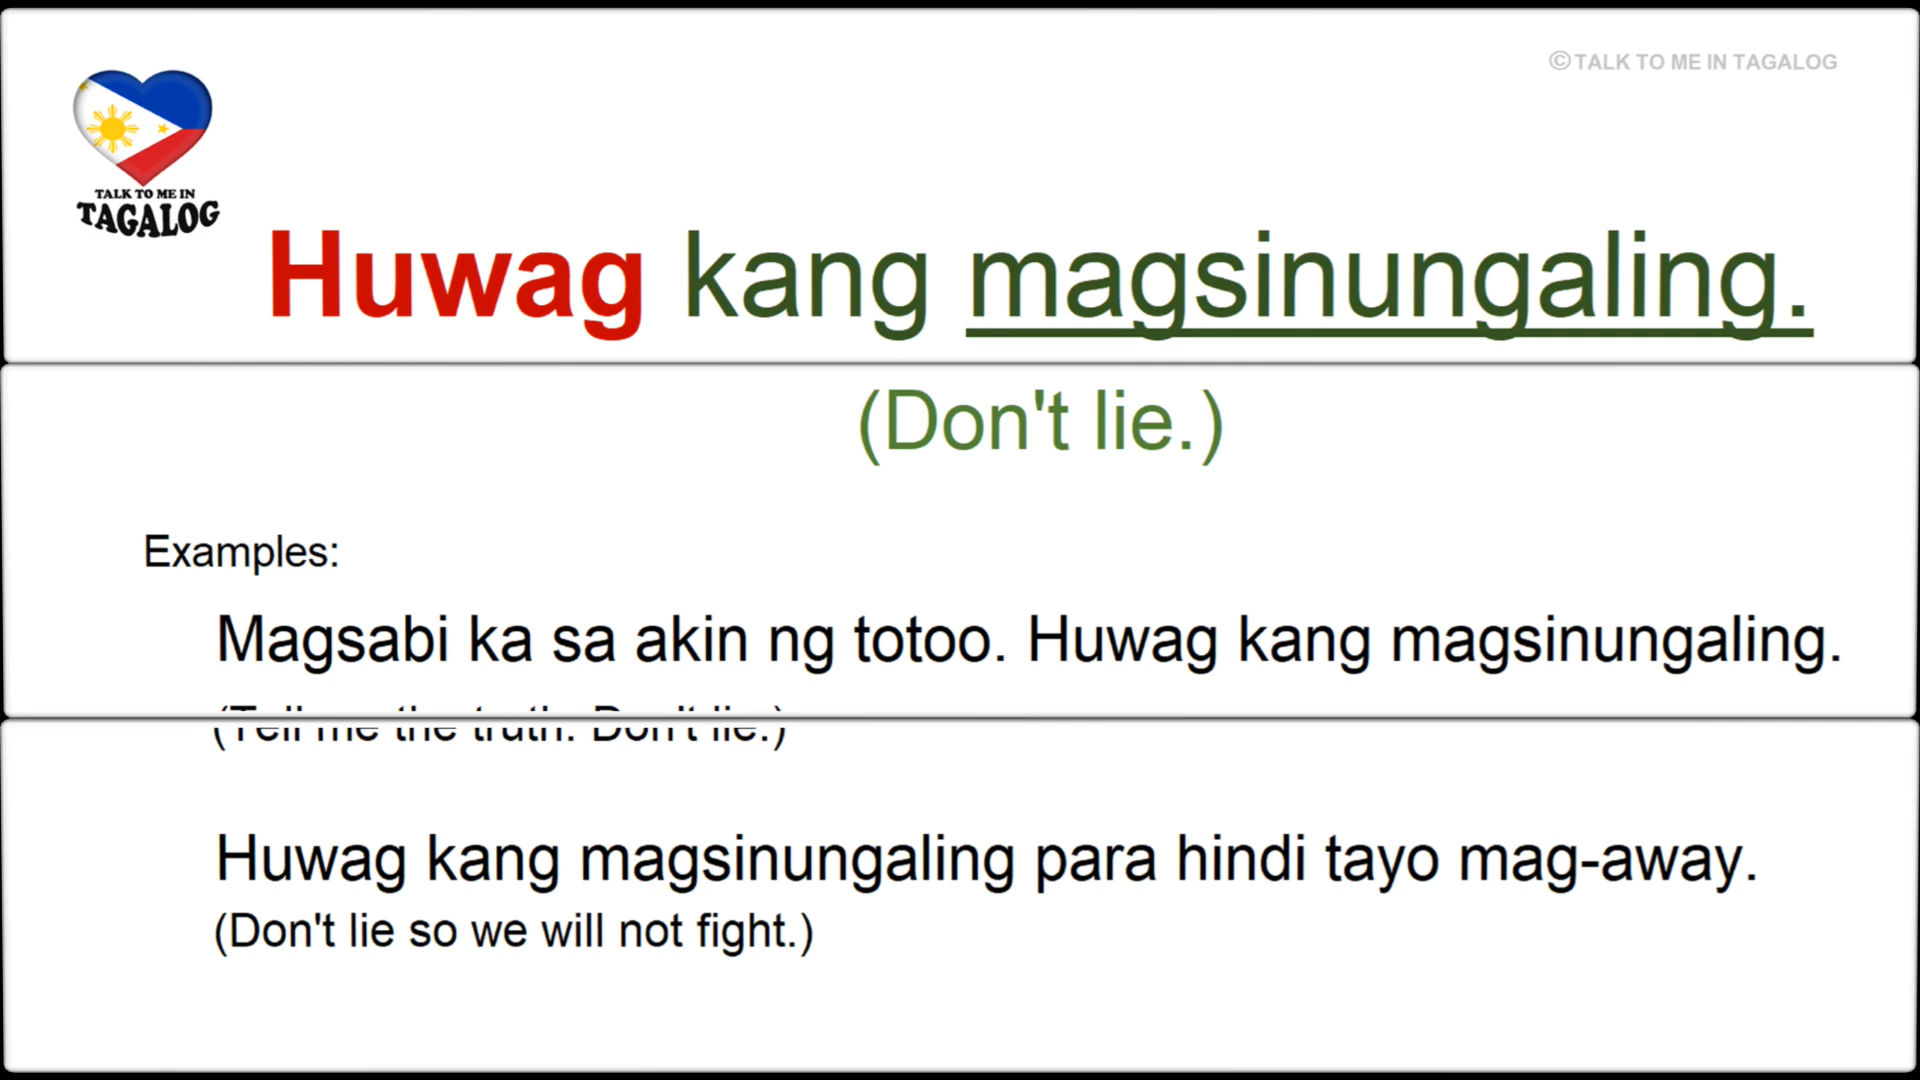 © TALK TO ME IN TAGALOG
TALK TO ME IN
TAGALOG
Huwag kang magsinungaling.
(Don't lie.)
Examples:
Magsabi ka sa akin ng totoo. Huwag kang magsinungaling.
(Tell me the truth. Don't lie.)
Huwag kang magsinungaling para hindi tayo mag-away.
(Don't lie so we will not fight.)